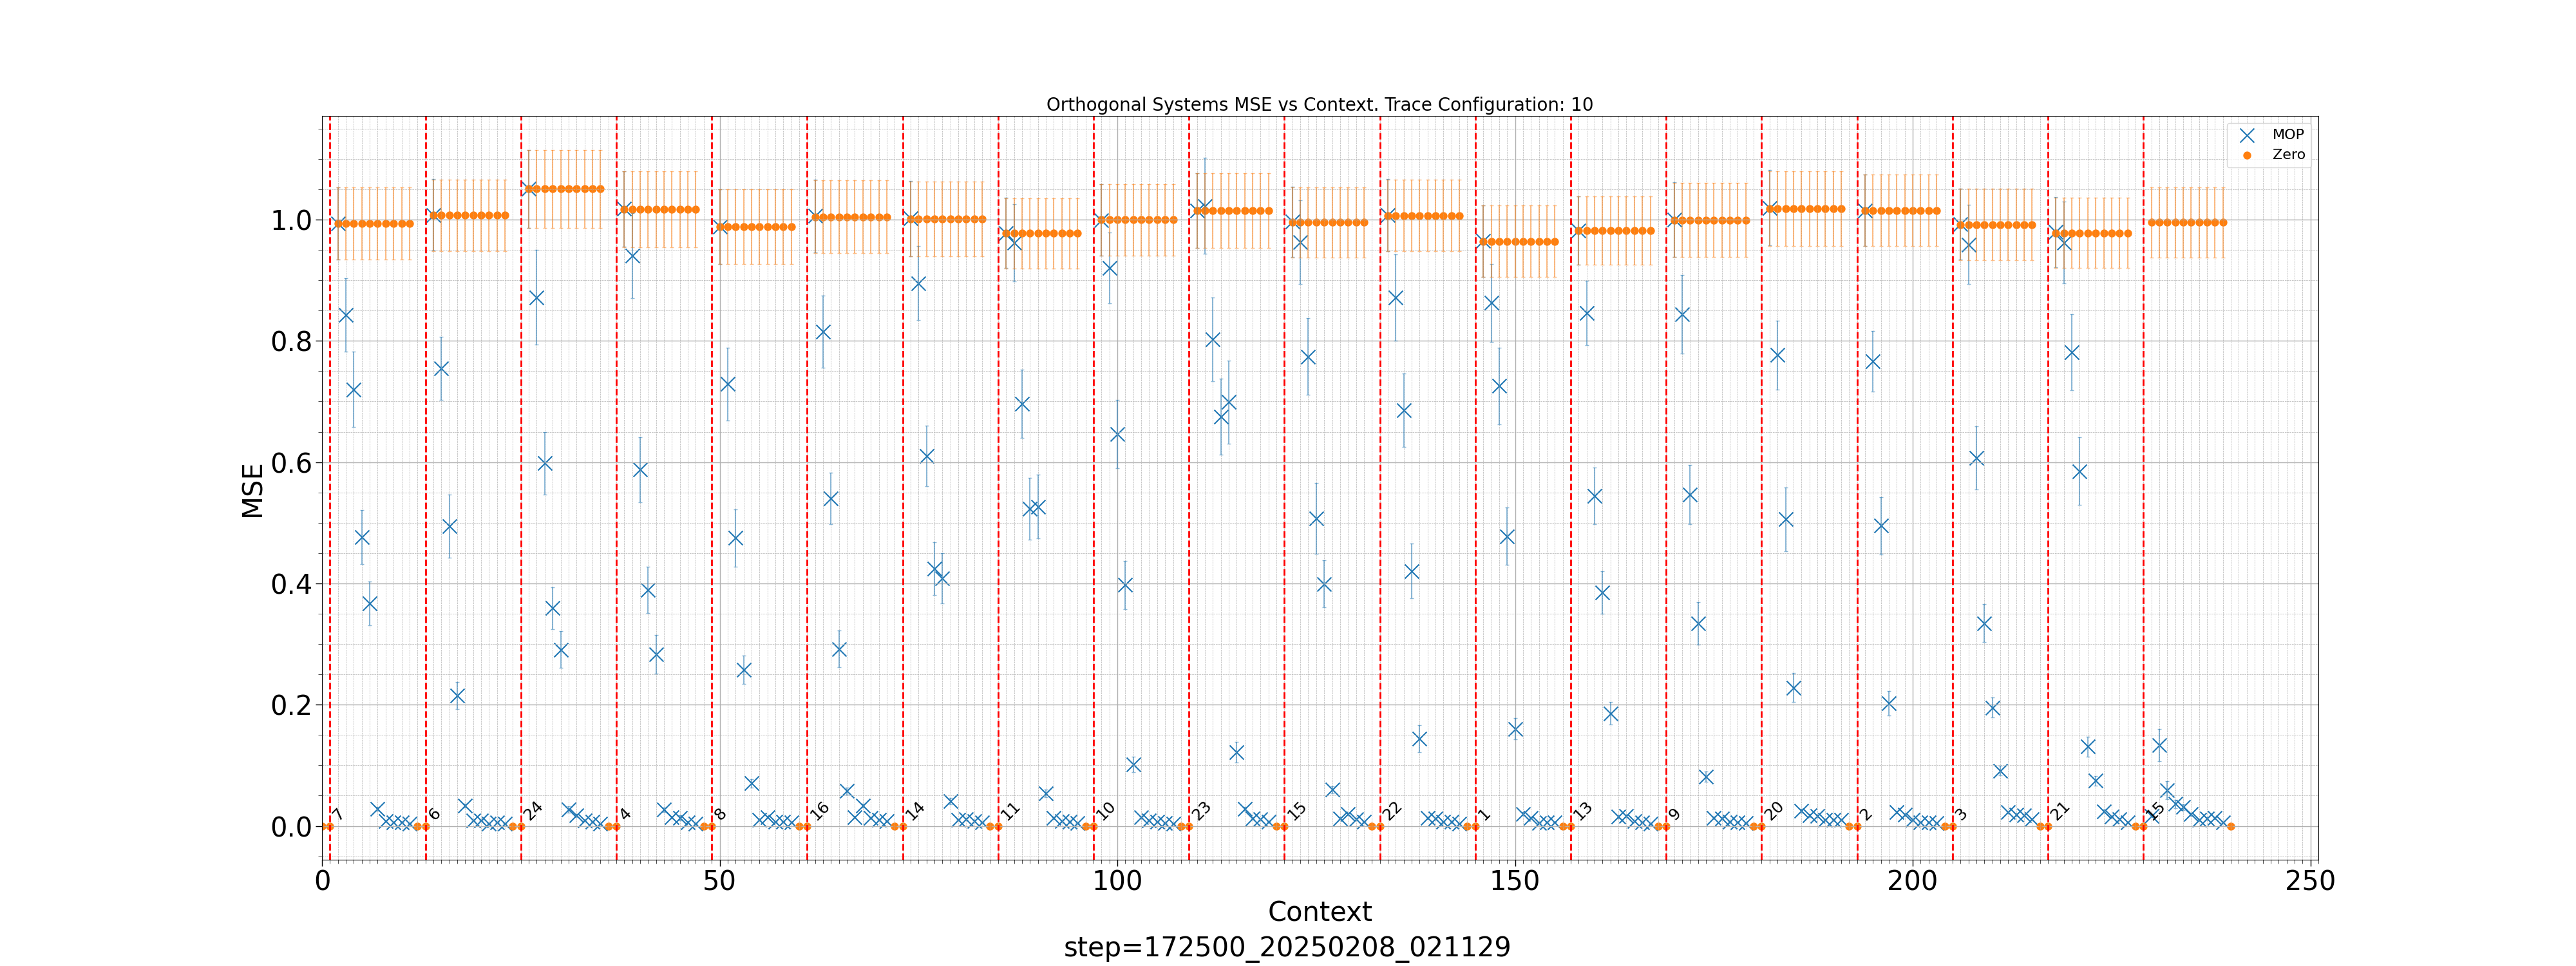 Orthogonal Systems MSE vs Context. Trace Configuration: 10
MOP
Zero
MSE
1.0
0.8
0.6
0.4
0.2
0.0
7 6 24 4 8 16 14 11 10 23 15 22 1 13 9 20 2 3 21 15
0 50 100 150 200 250
Context
step=172500_20250208_021129